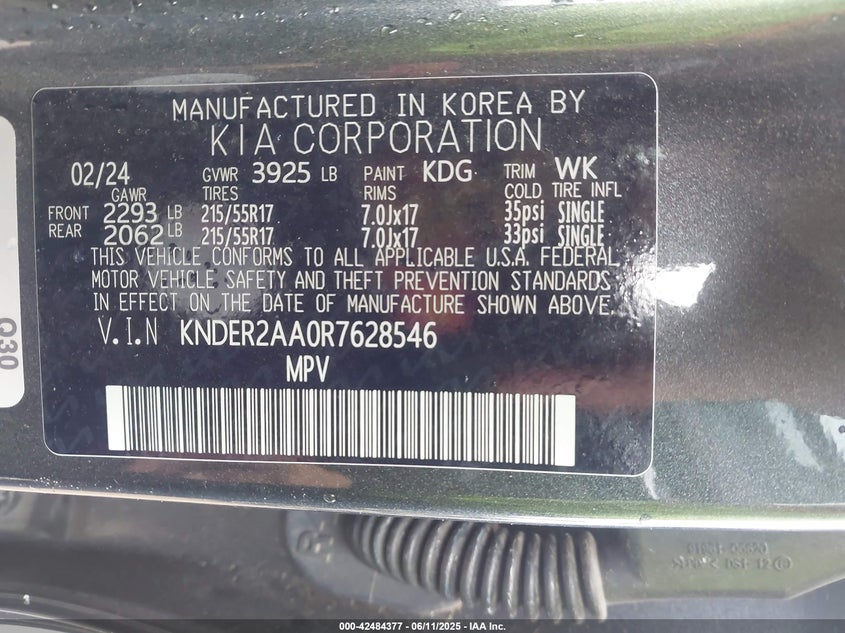 MANUFACTURED IN KOREA BY
KIA CORPORATION
02/24 GVWR 3925 LB PAINT KDG TRIM WK
GAWR TIRES RIMS COLD TIRE INFL
FRONT 2293 LB 215/55R17 7.0Jx17 35psi SINGLE
REAR 2062 LB 215/55R17 7.0Jx17 33psi SINGLE
THIS VEHICLE CONFORMS TO ALL APPLICABLE U.S.A. FEDERAL
MOTOR VEHICLE SAFETY AND THEFT PREVENTION STANDARDS
IN EFFECT ON THE DATE OF MANUFACTURE SHOWN ABOVE.
V.I.N KNDER2AA0R7628546
MPV
Q30
000-42484377 - 06/11/2025 - IAA Inc.